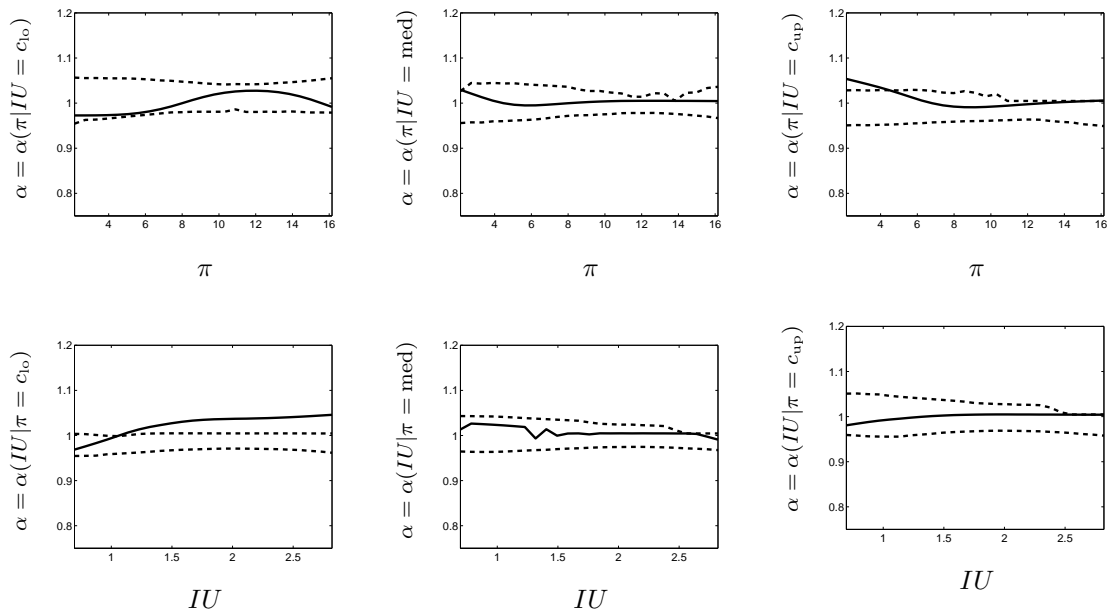 α = α(π|IU = c_lo)
1.2
1.1
1
0.9
0.8
4 6 8 10 12 14 16
π
α = α(π|IU = med)
1.2
1.1
1
0.9
0.8
4 6 8 10 12 14 16
π
α = α(π|IU = c_up)
1.2
1.1
1
0.9
0.8
4 6 8 10 12 14 16
π
α = α(IU|π = c_lo)
1.2
1.1
1
0.9
0.8
1 1.5 2 2.5
IU
α = α(IU|π = med)
1.2
1.1
1
0.9
0.8
1 1.5 2 2.5
IU
α = α(IU|π = c_up)
1.2
1.1
1
0.9
0.8
1 1.5 2 2.5
IU